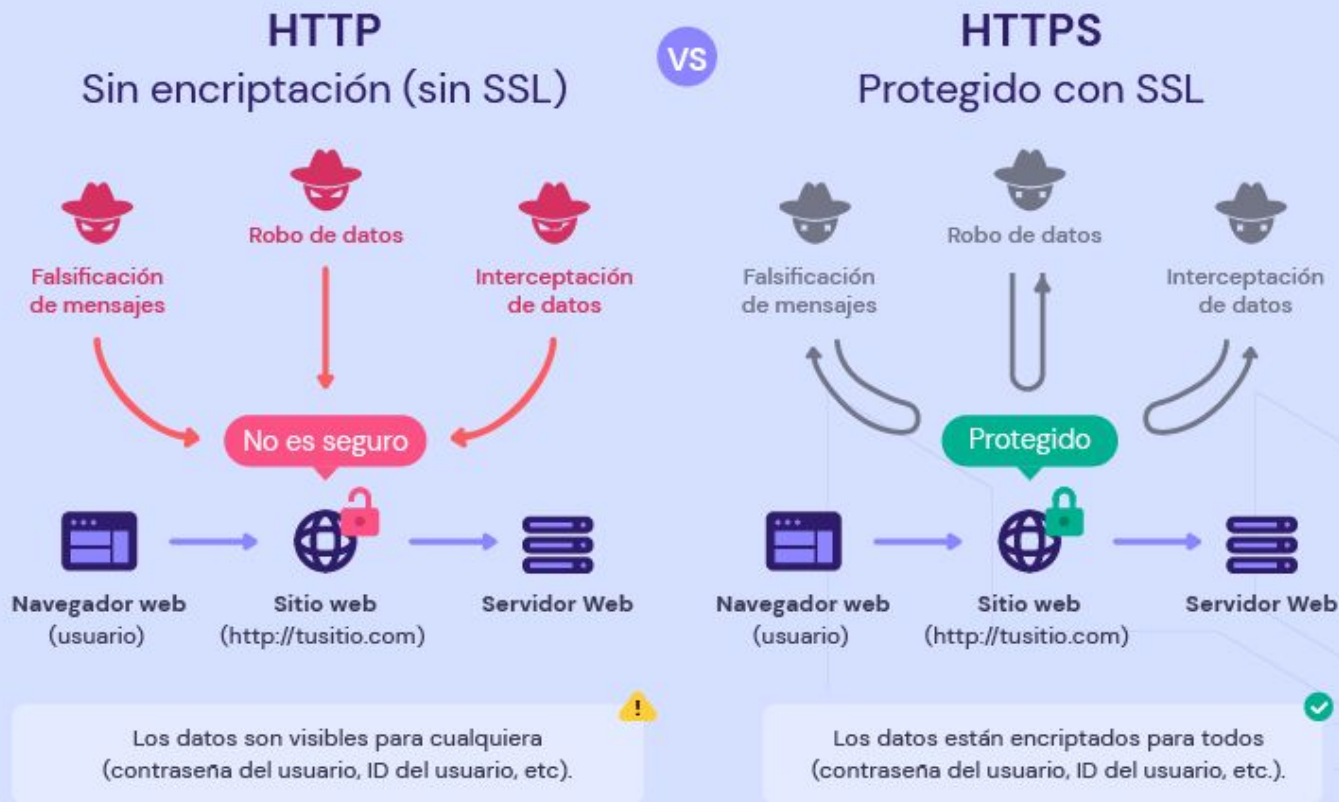 HTTP
Sin encriptación (sin SSL)
VS
HTTPS
Protegido con SSL
Robo de datos
Falsificación
de mensajes
Interceptación
de datos
No es seguro
Navegador web
(usuario)
Sitio web
(http://tusitio.com)
Servidor Web
!
Los datos son visibles para cualquiera
(contraseña del usuario, ID del usuario, etc).
Robo de datos
Falsificación
de mensajes
Interceptación
de datos
Protegido
Navegador web
(usuario)
Sitio web
(http://tusitio.com)
Servidor Web
Los datos están encriptados para todos
(contraseña del usuario, ID del usuario, etc.).